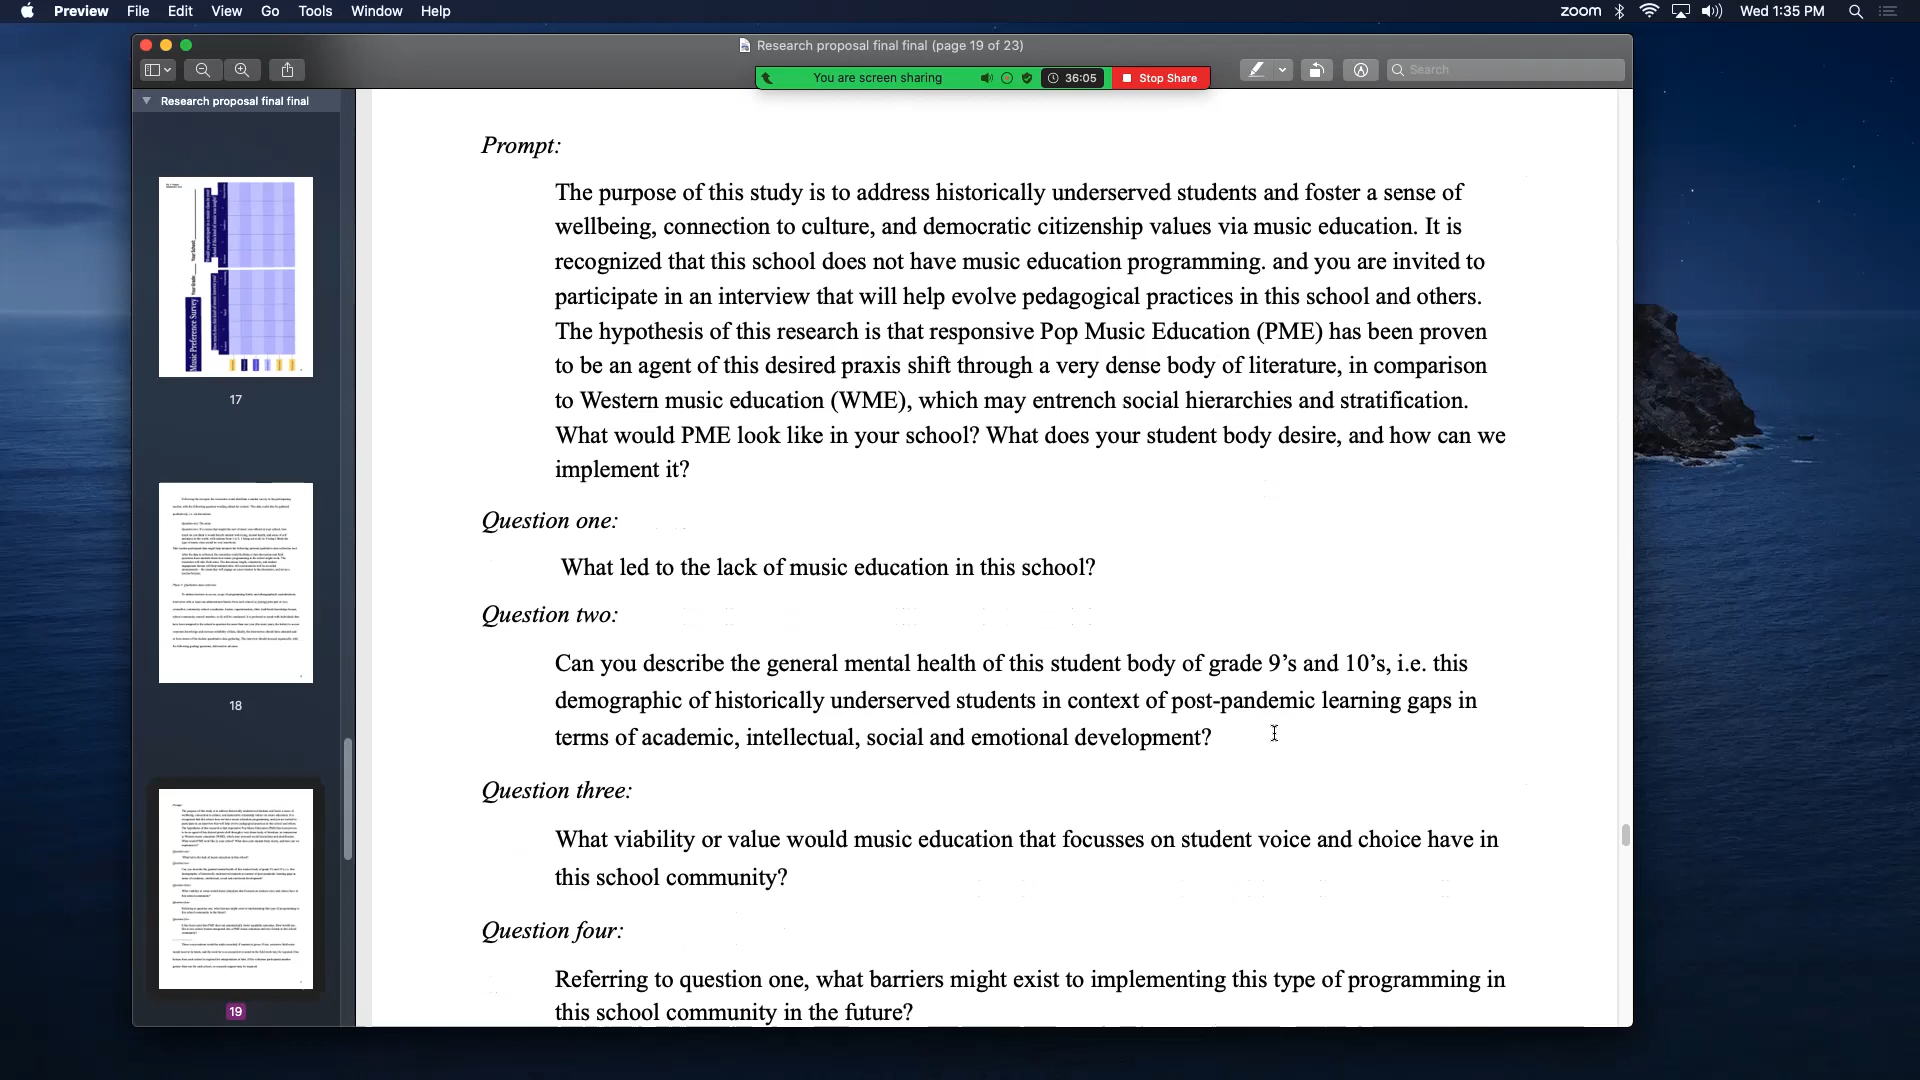 Preview File Edit View Go Tools Window Help
zoom Wed 1:35 PM
Research proposal final final (page 19 of 23)
You are screen sharing 36:05 Stop Share
Search
Research proposal final final
Music Preference Survey
17
18
19
Prompt:
The purpose of this study is to address historically underserved students and foster a sense of
wellbeing, connection to culture, and democratic citizenship values via music education. It is
recognized that this school does not have music education programming. and you are invited to
participate in an interview that will help evolve pedagogical practices in this school and others.
The hypothesis of this research is that responsive Pop Music Education (PME) has been proven
to be an agent of this desired praxis shift through a very dense body of literature, in comparison
to Western music education (WME), which may entrench social hierarchies and stratification.
What would PME look like in your school? What does your student body desire, and how can we
implement it?
Question one:
What led to the lack of music education in this school?
Question two:
Can you describe the general mental health of this student body of grade 9’s and 10’s, i.e. this
demographic of historically underserved students in context of post-pandemic learning gaps in
terms of academic, intellectual, social and emotional development?
Question three:
What viability or value would music education that focusses on student voice and choice have in
this school community?
Question four:
Referring to question one, what barriers might exist to implementing this type of programming in
this school community in the future?